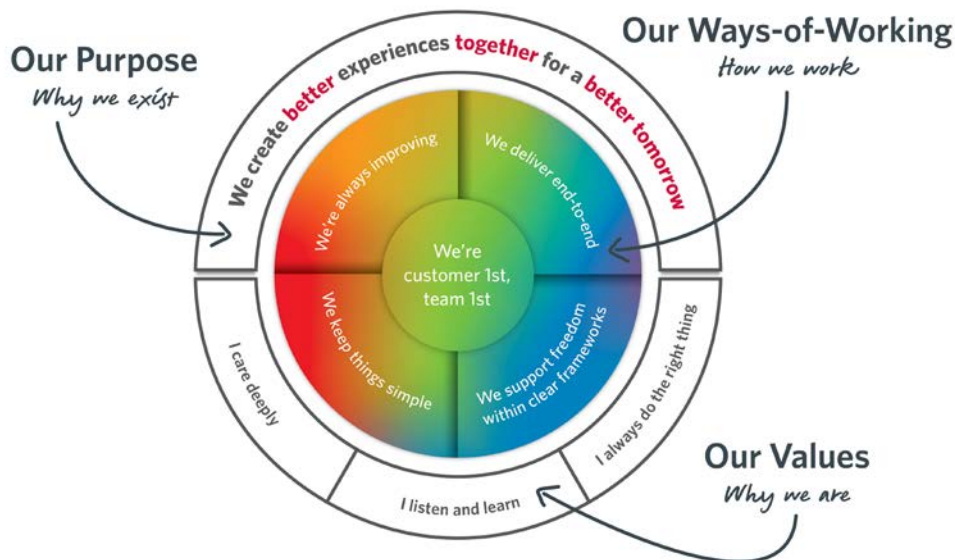 Our Purpose
Why we exist
We create better experiences together for a better tomorrow
Our Ways-of-Working
How we work
We're always improving
We deliver end-to-end
We're
customer 1st,
team 1st
We keep things simple
We support freedom
within clear frameworks
I care deeply
I listen and learn
I always do the right thing
Our Values
Why we are